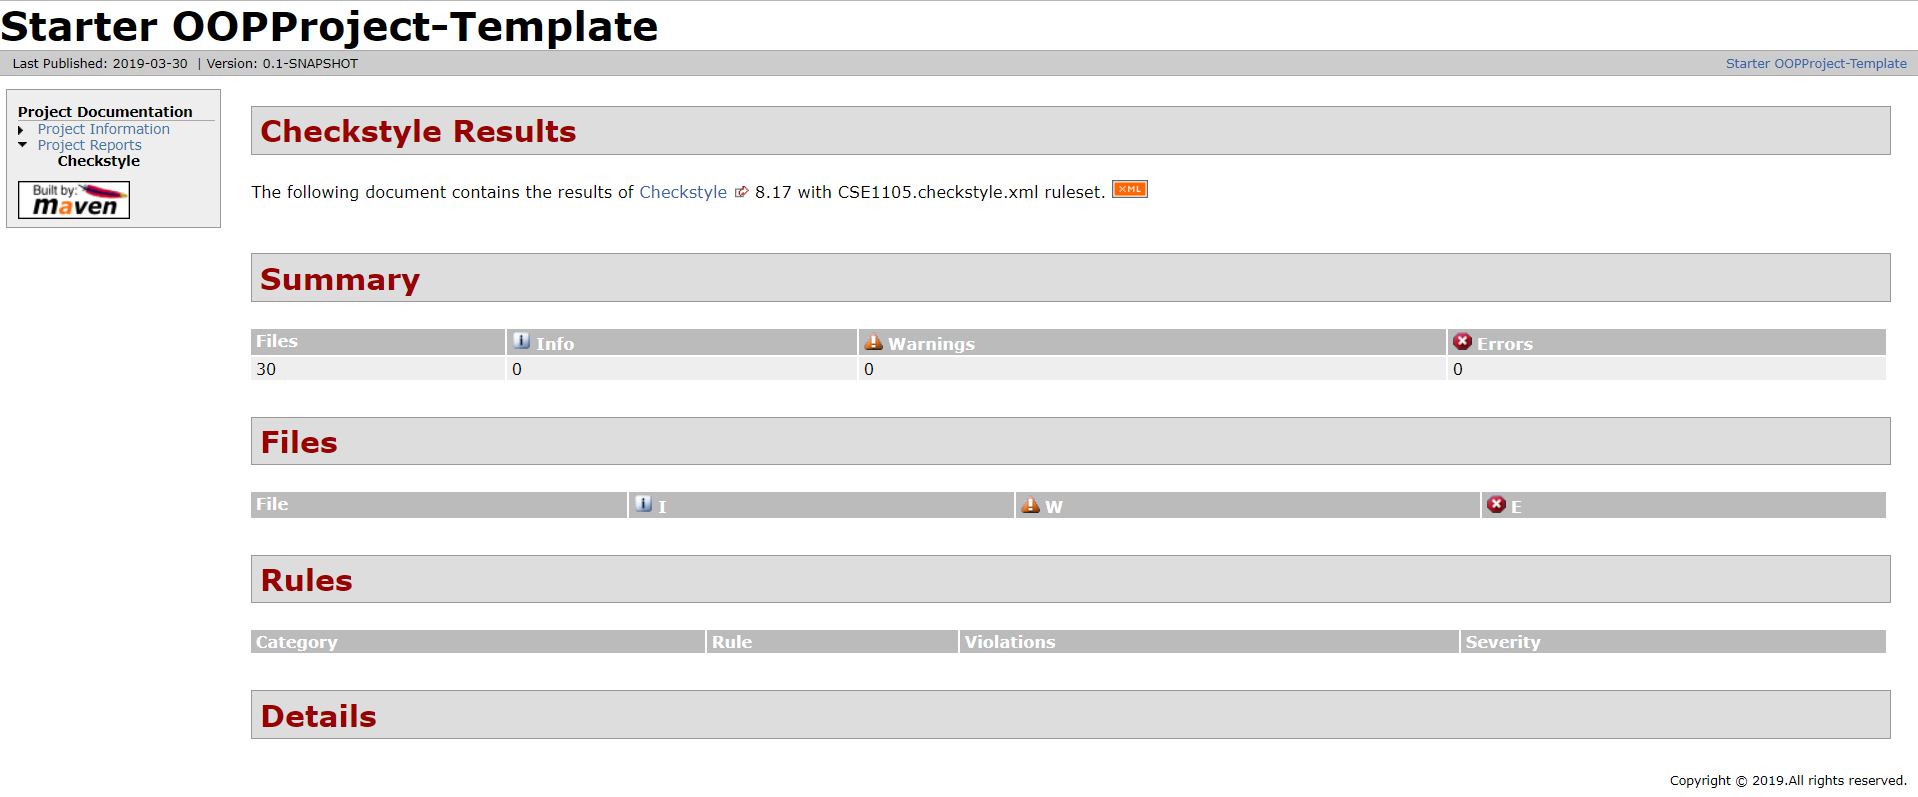 Starter OOPProject-Template
Last Published: 2019-03-30 | Version: 0.1-SNAPSHOT
Starter OOPProject-Template
Project Documentation
Project Information
Project Reports
Checkstyle
Built by:
maven
Checkstyle Results
The following document contains the results of Checkstyle 8.17 with CSE1105.checkstyle.xml ruleset. XML
Summary
Files Info Warnings Errors
30 0 0 0
Files
File I W E
Rules
Category Rule Violations Severity
Details
Copyright © 2019.All rights reserved.